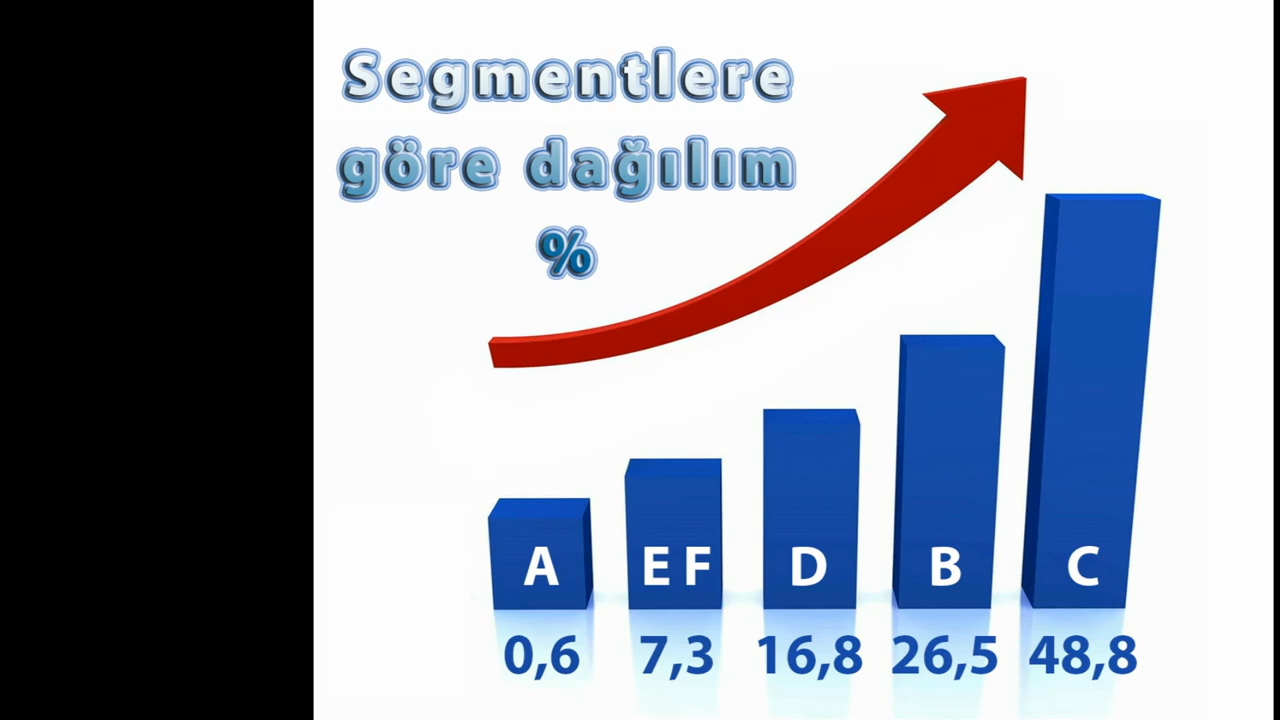 Segmentlere
göre dağılım
%
A EF D B C
0,6 7,3 16,8 26,5 48,8